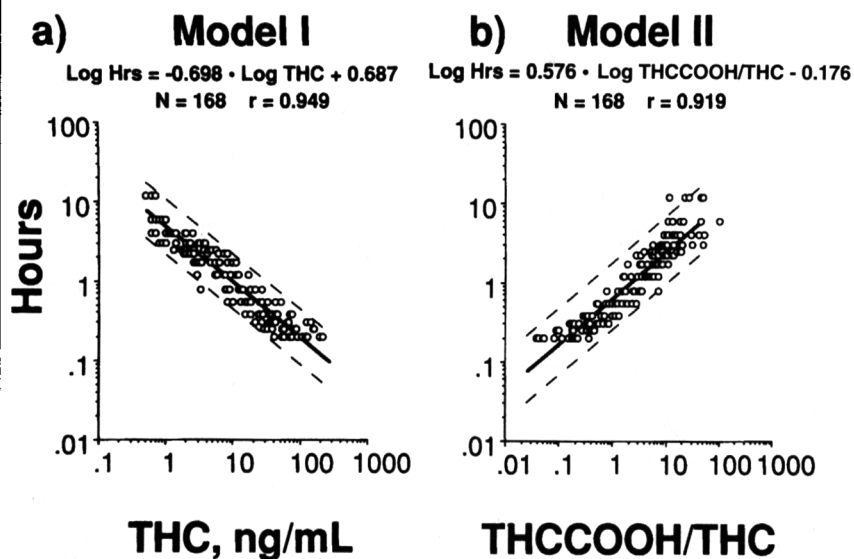 a) Model I
Log Hrs = -0.698 · Log THC + 0.687
N = 168 r = 0.949
Hours
100
10
1
.1
.01
.1 1 10 100 1000
THC, ng/mL
b) Model II
Log Hrs = 0.576 · Log THCCOOH/THC - 0.176
N = 168 r = 0.919
100
10
1
.1
.01
.01 .1 1 10 100 1000
THCCOOH/THC